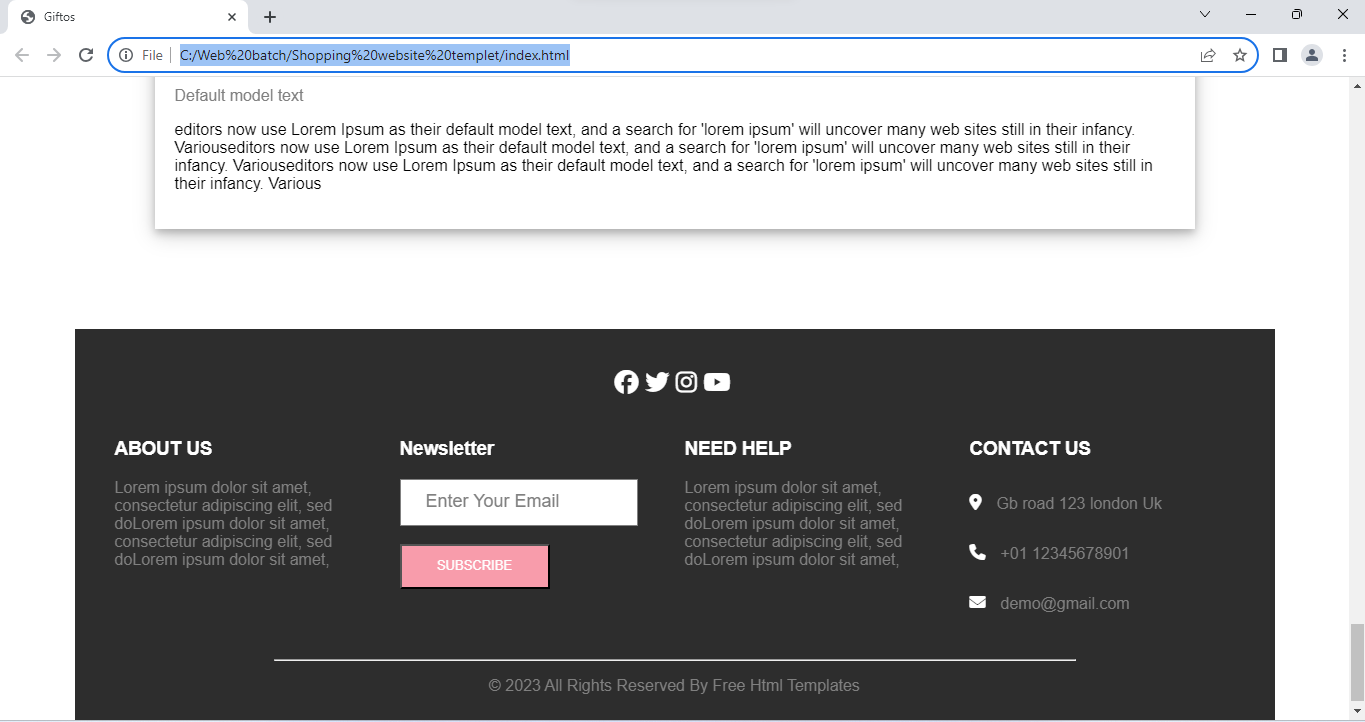 Giftos
File
C:/Web%20batch/Shopping%20website%20templet/index.html
Default model text
editors now use Lorem Ipsum as their default model text, and a search for 'lorem ipsum' will uncover many web sites still in their infancy.
Variouseditors now use Lorem Ipsum as their default model text, and a search for 'lorem ipsum' will uncover many web sites still in their
infancy. Variouseditors now use Lorem Ipsum as their default model text, and a search for 'lorem ipsum' will uncover many web sites still in
their infancy. Various
ABOUT US
Lorem ipsum dolor sit amet,
consectetur adipiscing elit, sed
doLorem ipsum dolor sit amet,
consectetur adipiscing elit, sed
doLorem ipsum dolor sit amet,
Newsletter
Enter Your Email
SUBSCRIBE
NEED HELP
Lorem ipsum dolor sit amet,
consectetur adipiscing elit, sed
doLorem ipsum dolor sit amet,
consectetur adipiscing elit, sed
doLorem ipsum dolor sit amet,
CONTACT US
Gb road 123 london Uk
+01 12345678901
demo@gmail.com
© 2023 All Rights Reserved By Free Html Templates